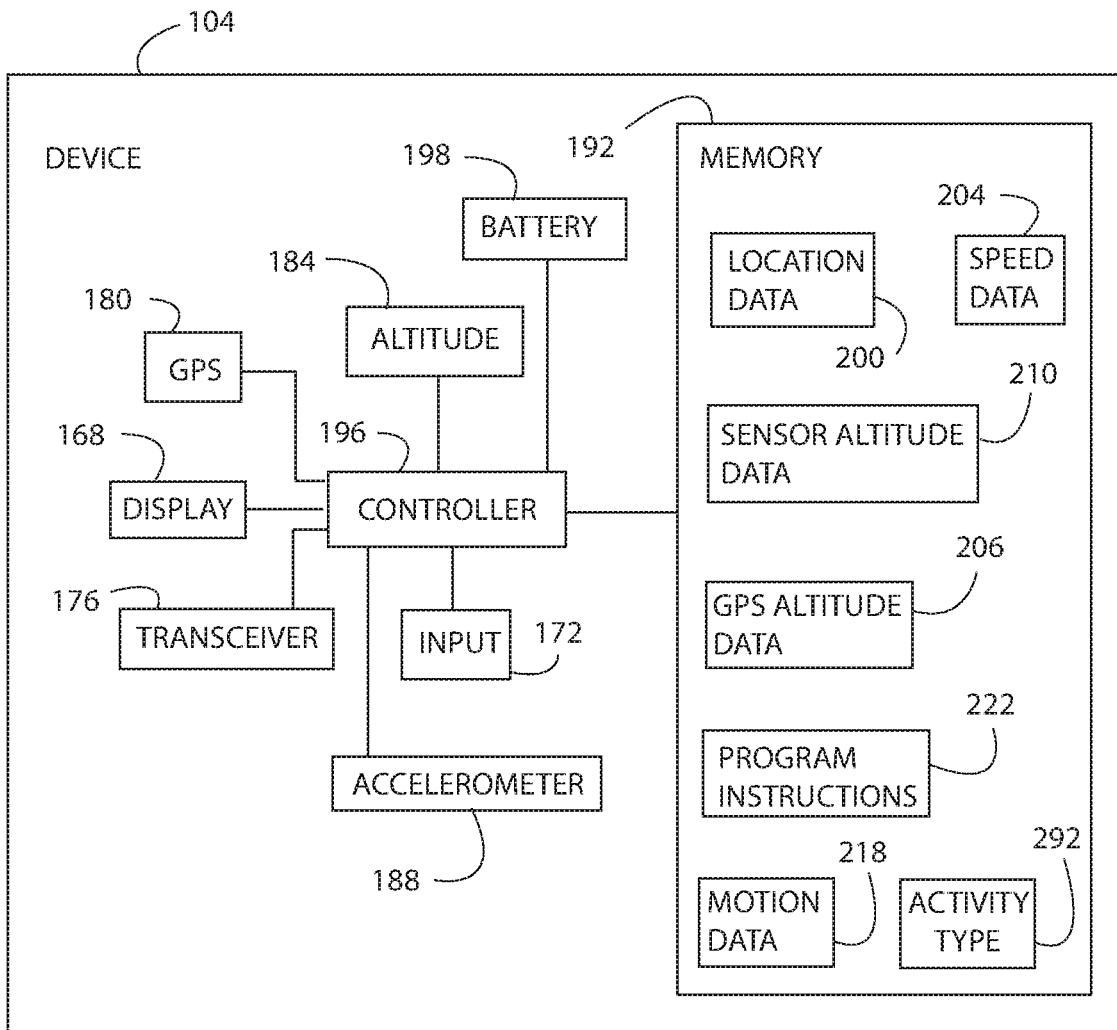 104
DEVICE
198
BATTERY
184
ALTITUDE
180
GPS
196
CONTROLLER
168
DISPLAY
176
TRANSCEIVER
INPUT
172
ACCELEROMETER
188
192
MEMORY
204
LOCATION
DATA
200
SPEED
DATA
210
SENSOR ALTITUDE
DATA
206
GPS ALTITUDE
DATA
222
PROGRAM
INSTRUCTIONS
218
MOTION
DATA
292
ACTIVITY
TYPE